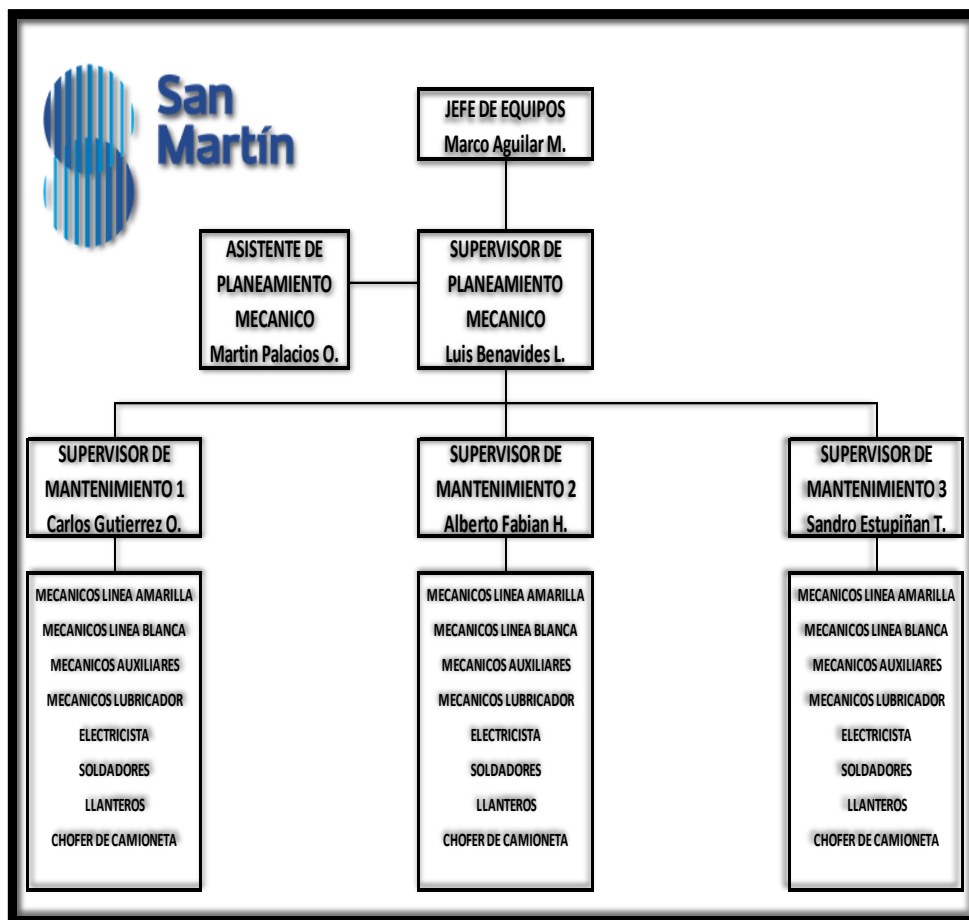 San
Martín
JEFE DE EQUIPOS
Marco Aguilar M.
ASISTENTE DE
PLANEAMIENTO
MECANICO
Martin Palacios O.
SUPERVISOR DE
PLANEAMIENTO
MECANICO
Luis Benavides L.
SUPERVISOR DE
MANTENIMIENTO 1
Carlos Gutierrez O.
SUPERVISOR DE
MANTENIMIENTO 2
Alberto Fabian H.
SUPERVISOR DE
MANTENIMIENTO 3
Sandro Estupiñan T.
MECANICOS LINEA AMARILLA
MECANICOS LINEA BLANCA
MECANICOS AUXILIARES
MECANICOS LUBRICADOR
ELECTRICISTA
SOLDADORES
LLANTEROS
CHOFER DE CAMIONETA
MECANICOS LINEA AMARILLA
MECANICOS LINEA BLANCA
MECANICOS AUXILIARES
MECANICOS LUBRICADOR
ELECTRICISTA
SOLDADORES
LLANTEROS
CHOFER DE CAMIONETA
MECANICOS LINEA AMARILLA
MECANICOS LINEA BLANCA
MECANICOS AUXILIARES
MECANICOS LUBRICADOR
ELECTRICISTA
SOLDADORES
LLANTEROS
CHOFER DE CAMIONETA